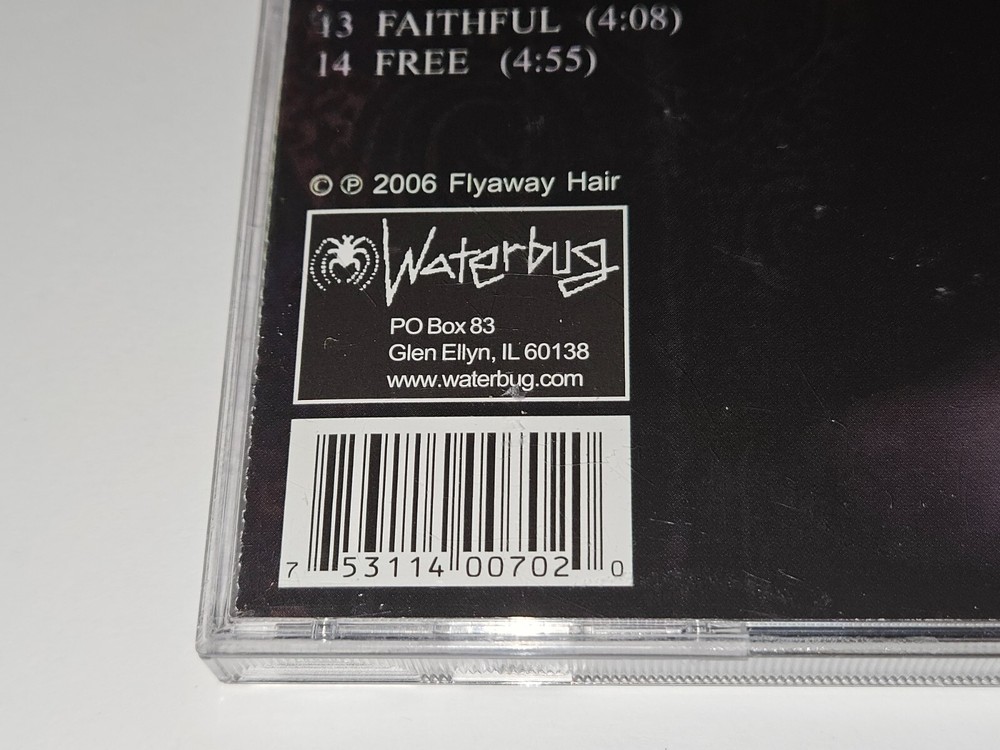 13 FAITHFUL (4:08)
14 FREE (4:55)
© ℗ 2006 Flyaway Hair
Waterbug
PO Box 83
Glen Ellyn, IL 60138
www.waterbug.com
7 53114 00702 0